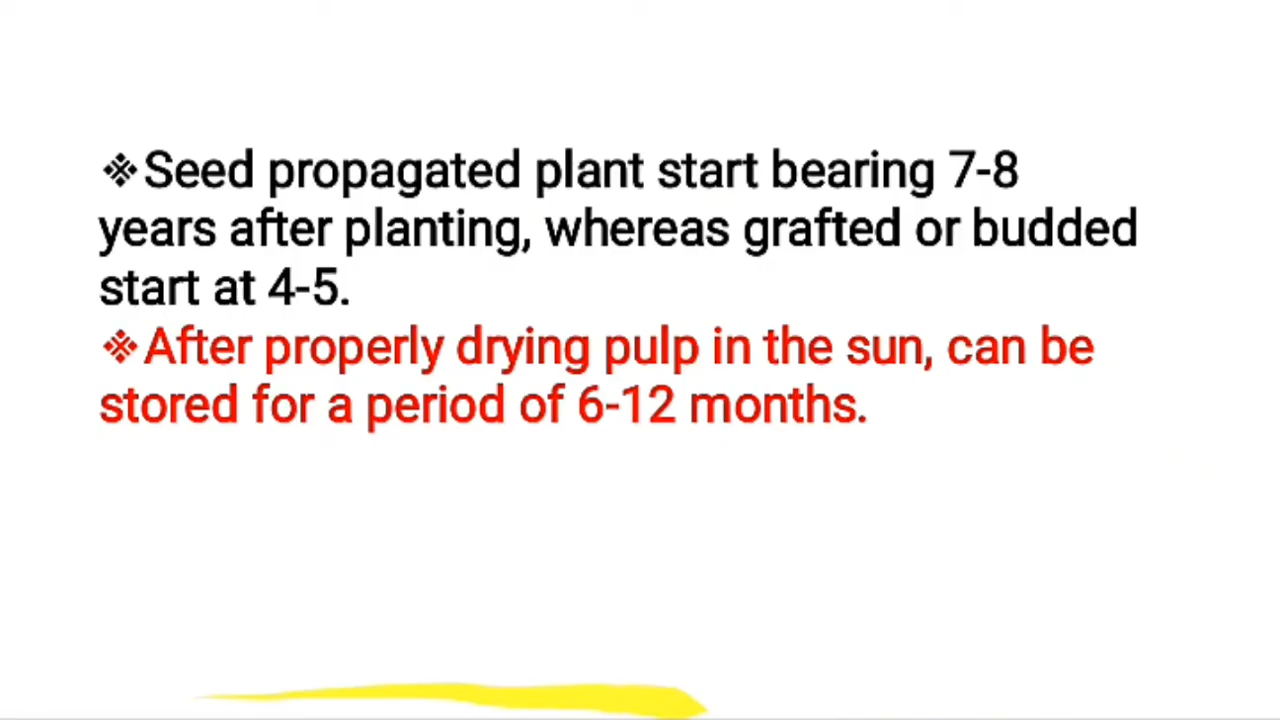 ❖Seed propagated plant start bearing 7-8
years after planting, whereas grafted or budded
start at 4-5.
❖After properly drying pulp in the sun, can be
stored for a period of 6-12 months.